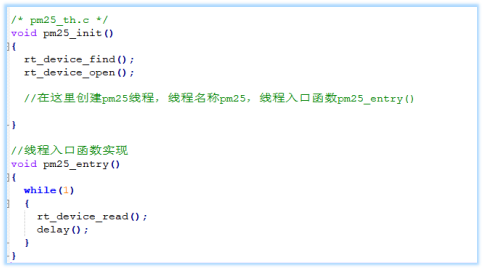 /* pm25_th.c */
void pm25_init()
{
rt_device_find();
rt_device_open();
//在这里创建pm25线程，线程名称pm25，线程入口函数pm25_entry()
}
//线程入口函数实现
void pm25_entry()
{
while(1)
{
rt_device_read();
delay();
}
}